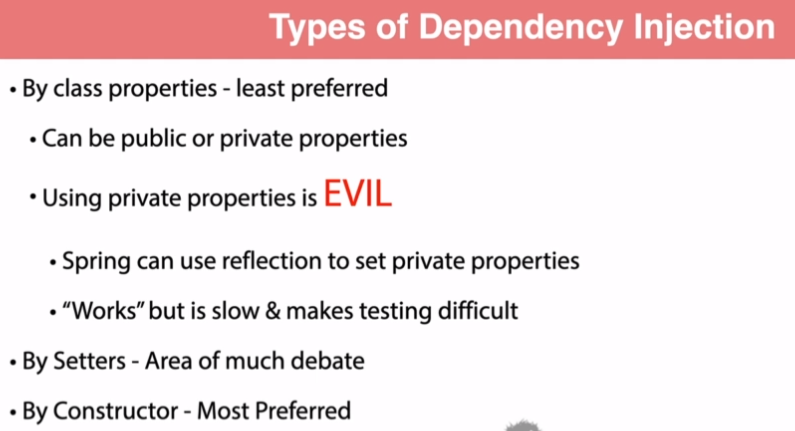 Types of Dependency Injection
• By class properties - least preferred
• Can be public or private properties
• Using private properties is EVIL
• Spring can use reflection to set private properties
• “Works” but is slow & makes testing difficult
• By Setters - Area of much debate
• By Constructor - Most Preferred